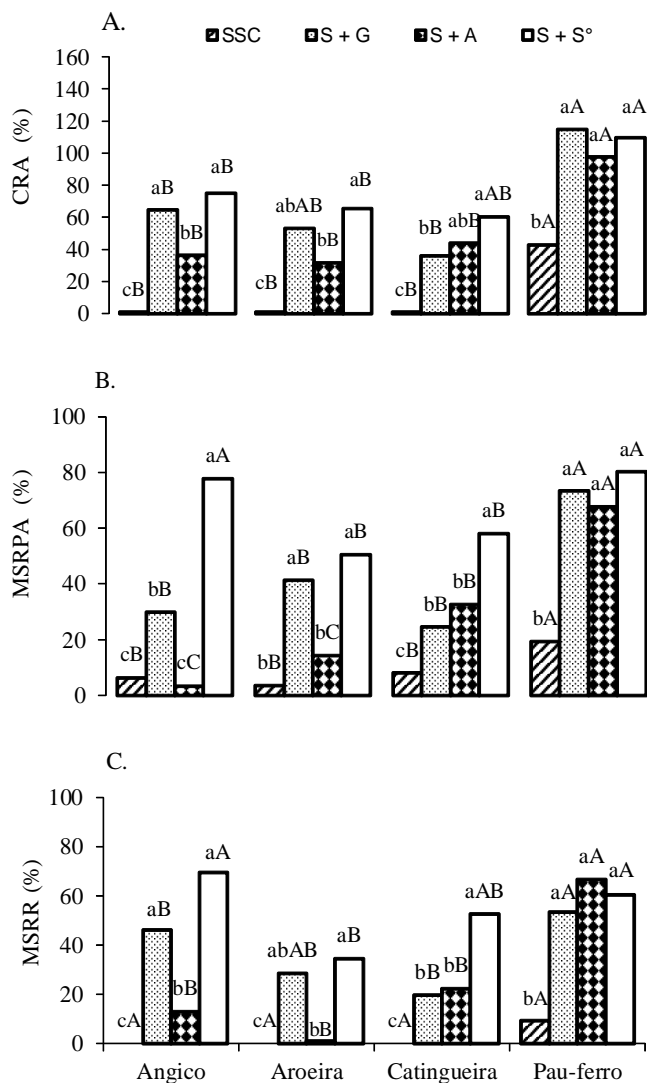 A.
SSC S + G S + A S + S°
160
140
120
100
80
60
40
20
0
CRA (%)
cB aB bB aB
cB abAB bB aB
cB bB abB aAB
bA aA aA aA
B.
100
80
60
40
20
0
MSRPA (%)
cB bB cC aA
bB aB bC aB
cB bB bB aB
bA aA aA aA
C.
100
80
60
40
20
0
MSRR (%)
cA aB bB aA
cA abAB bB aB
cA bB bB aAB
bA aA aA aA
Angico Aroeira Catingueira Pau-ferro